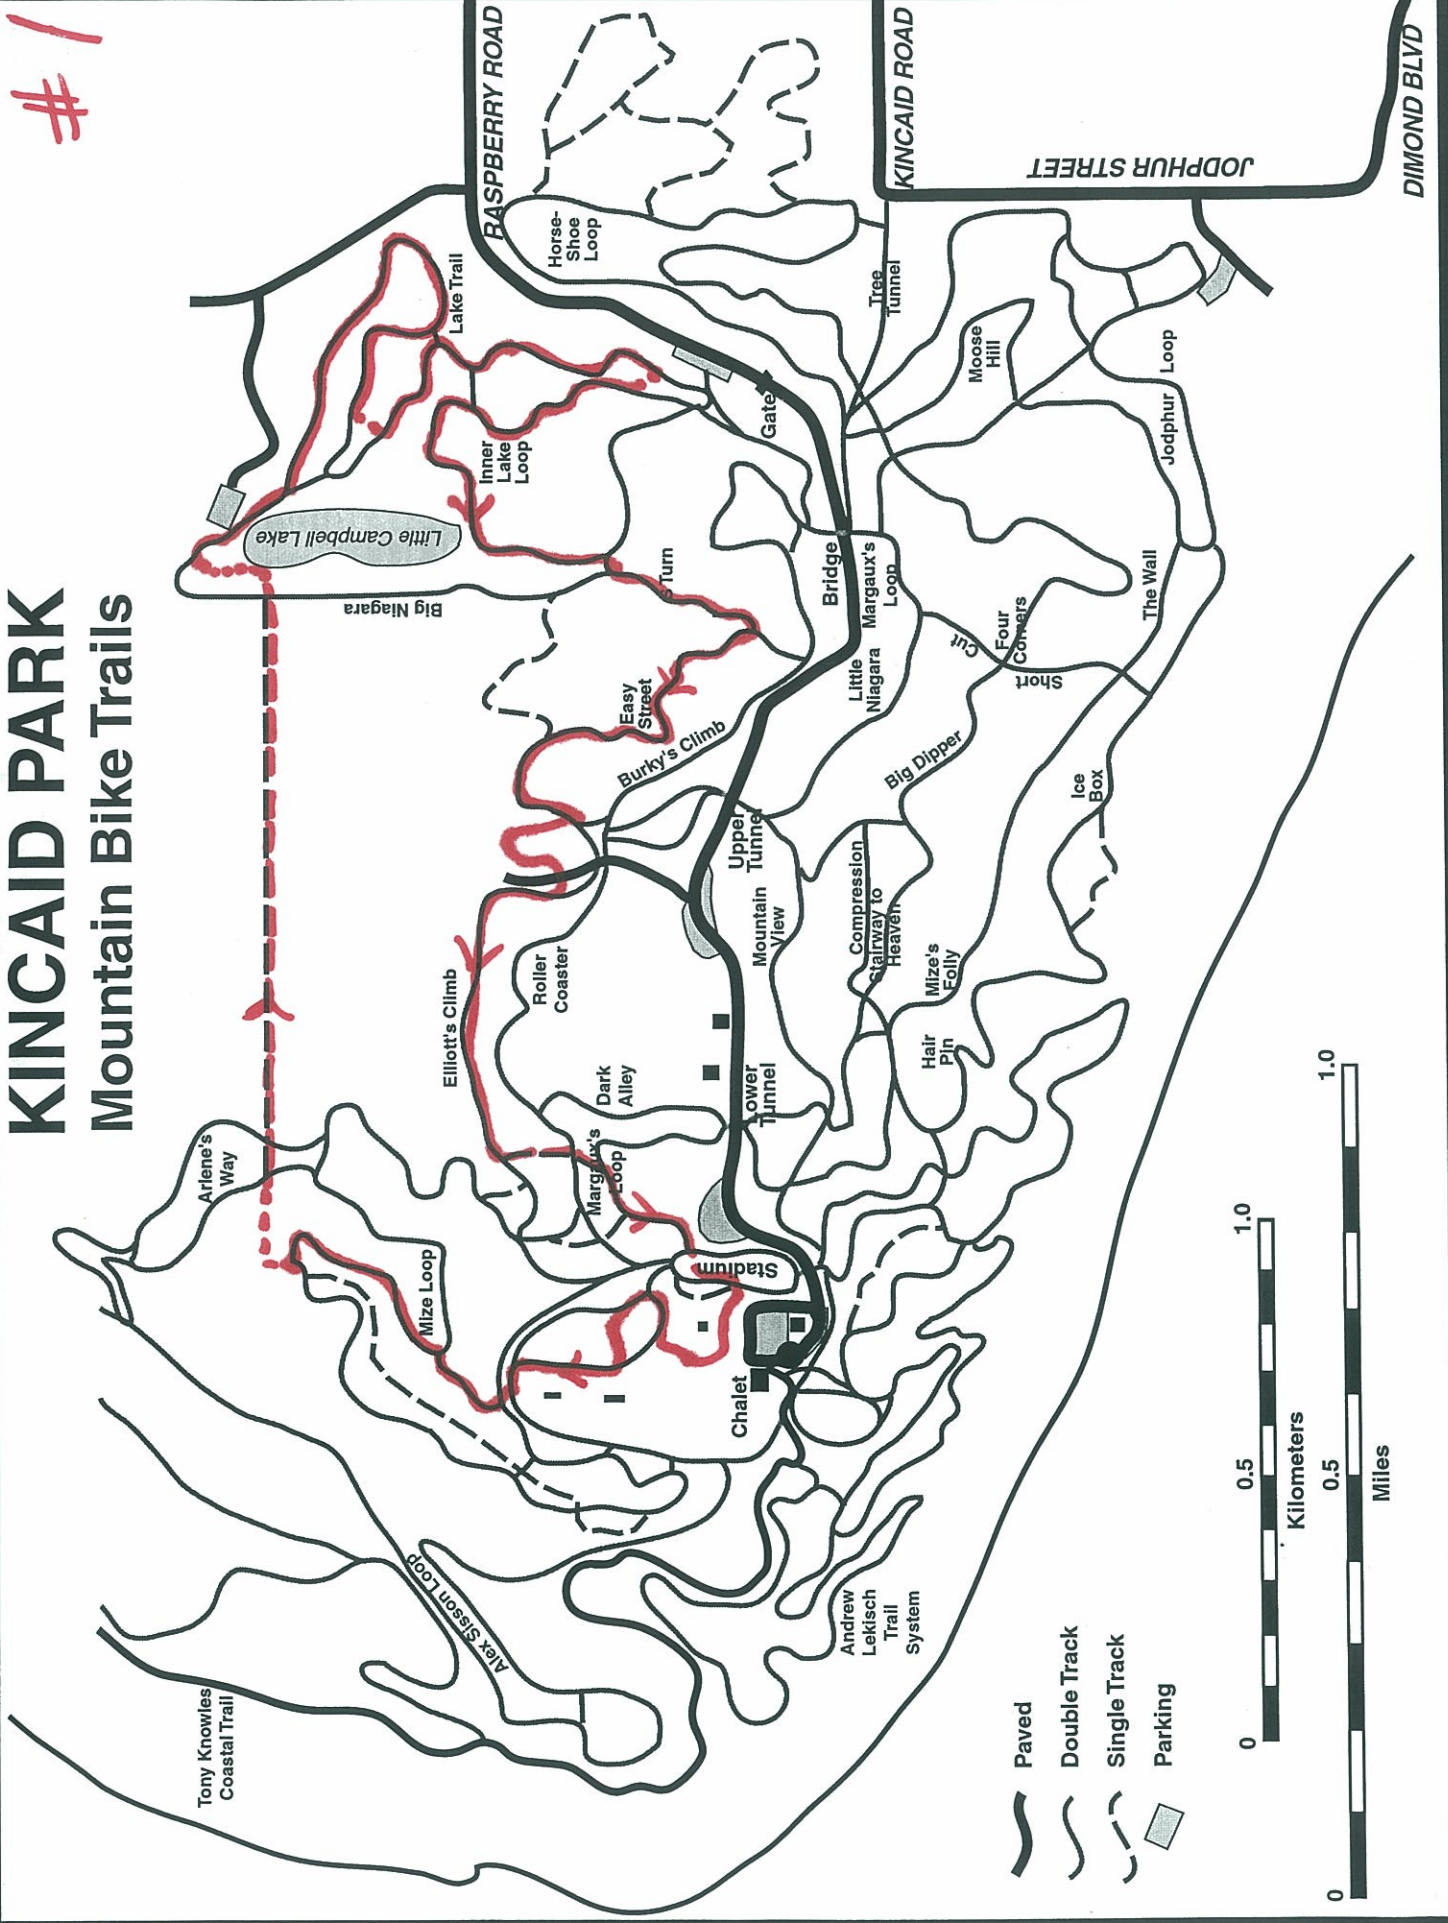 #1
KINCAID PARK
Mountain Bike Trails
Tony Knowles
Coastal Trail
Alex Sisson Loop
Andrew
Lekisch
Trail
System
Arlene's
Way
Mize Loop
Chalet
Stadium
Margaux's
Loop
Dark
Alley
Lower
Tunnel
Elliott's Climb
Roller
Coaster
Mountain
View
Upper
Tunnel
Compression
Stairway to
Heaven
Mize's
Folly
Hair
Pin
Ice
Box
Big Dipper
Burky's Climb
Easy
Street
Little
Niagara
Big Niagara
Little Campbell Lake
S Turn
Bridge
Margaux's
Loop
Short
Cut
Four
Corners
The Wall
Inner
Lake
Loop
Lake Trail
Gate
Moose
Hill
Jodphur
Loop
Tree
Tunnel
Horse-
Shoe
Loop
RASPBERRY ROAD
KINCAID ROAD
JODPHUR STREET
DIMOND BLVD
Paved
Double Track
Single Track
Parking
0
0.5
1.0
Kilometers
0
0.5
1.0
Miles